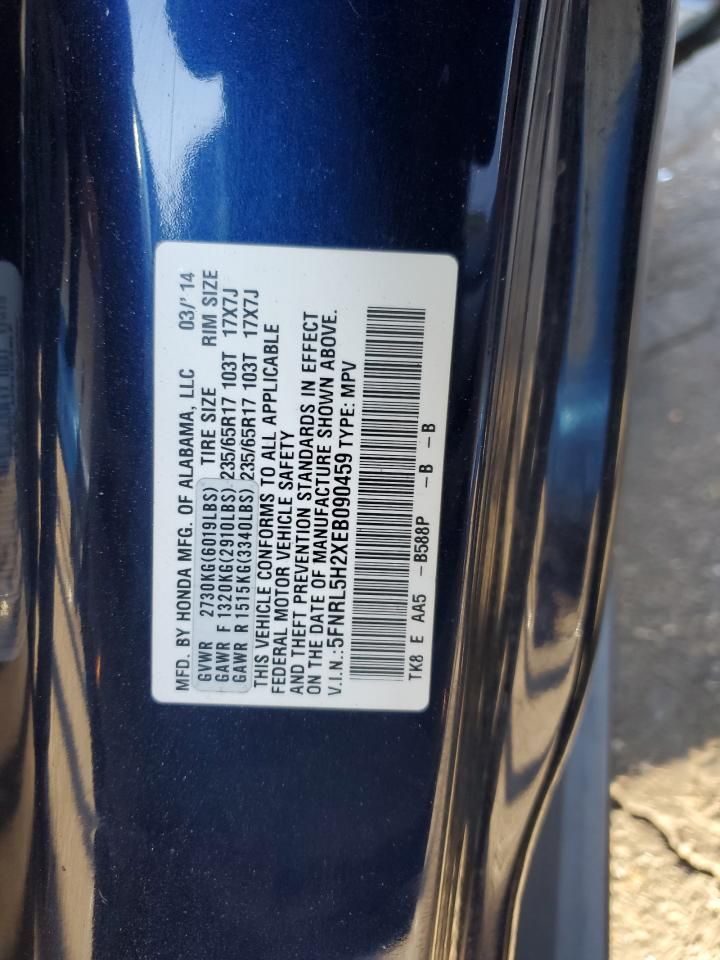 MFD. BY HONDA MFG. OF ALABAMA, LLC 03/' 14
GVWR 2730KG(6019LBS) TIRE SIZE RIM SIZE
GAWR F 1320KG(2910LBS) 235/65R17 103T 17X7J
GAWR R 1515KG(3340LBS) 235/65R17 103T 17X7J
THIS VEHICLE CONFORMS TO ALL APPLICABLE
FEDERAL MOTOR VEHICLE SAFETY
AND THEFT PREVENTION STANDARDS IN EFFECT
ON THE DATE OF MANUFACTURE SHOWN ABOVE.
V.I.N.:5FNRL5H2XEB090459 TYPE: MPV
TK8 E AA5 -B588P -B -B